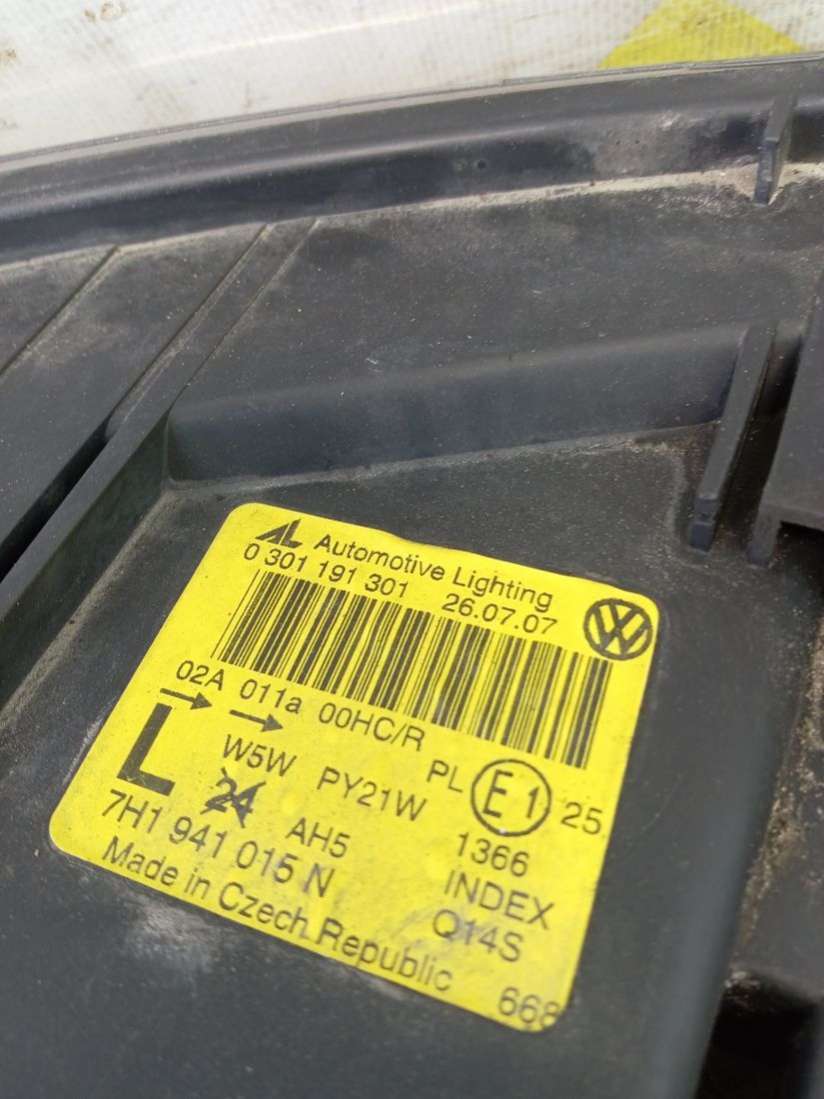 AL Automotive Lighting
0 301 191 301 26.07.07
02A 011a 00HC/R
L W5W PY21W PL E1 25
24 AH5 1366
7H1 941 015 N INDEX
Made in Czech Republic Q14S
668